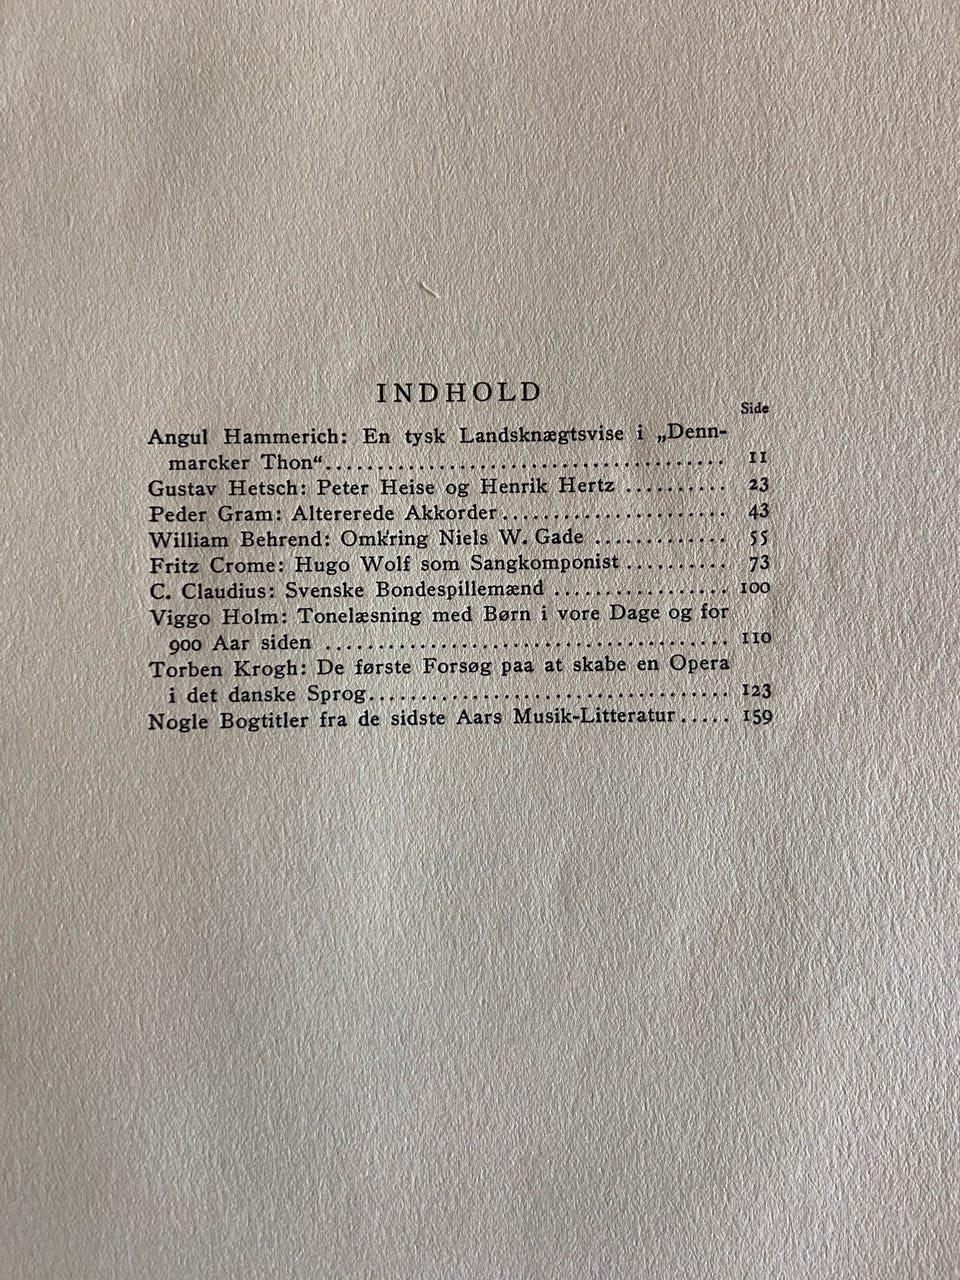 INDHOLD
Side
Angul Hammerich: En tysk Landsknægtsvise i „Denn-
marcker Thon“....................................... 11
Gustav Hetsch: Peter Heise og Henrik Hertz .......... 23
Peder Gram: Altererede Akkorder...................... 43
William Behrend: Omkring Niels W. Gade ............. 55
Fritz Crome: Hugo Wolf som Sangkomponist .......... 73
C. Claudius: Svenske Bondespillemænd ................. 100
Viggo Holm: Tonelæsning med Børn i vore Dage og for
900 Aar siden ....................................... 110
Torben Krogh: De første Forsøg paa at skabe en Opera
i det danske Sprog................................... 123
Nogle Bogtitler fra de sidste Aars Musik-Litteratur..... 159